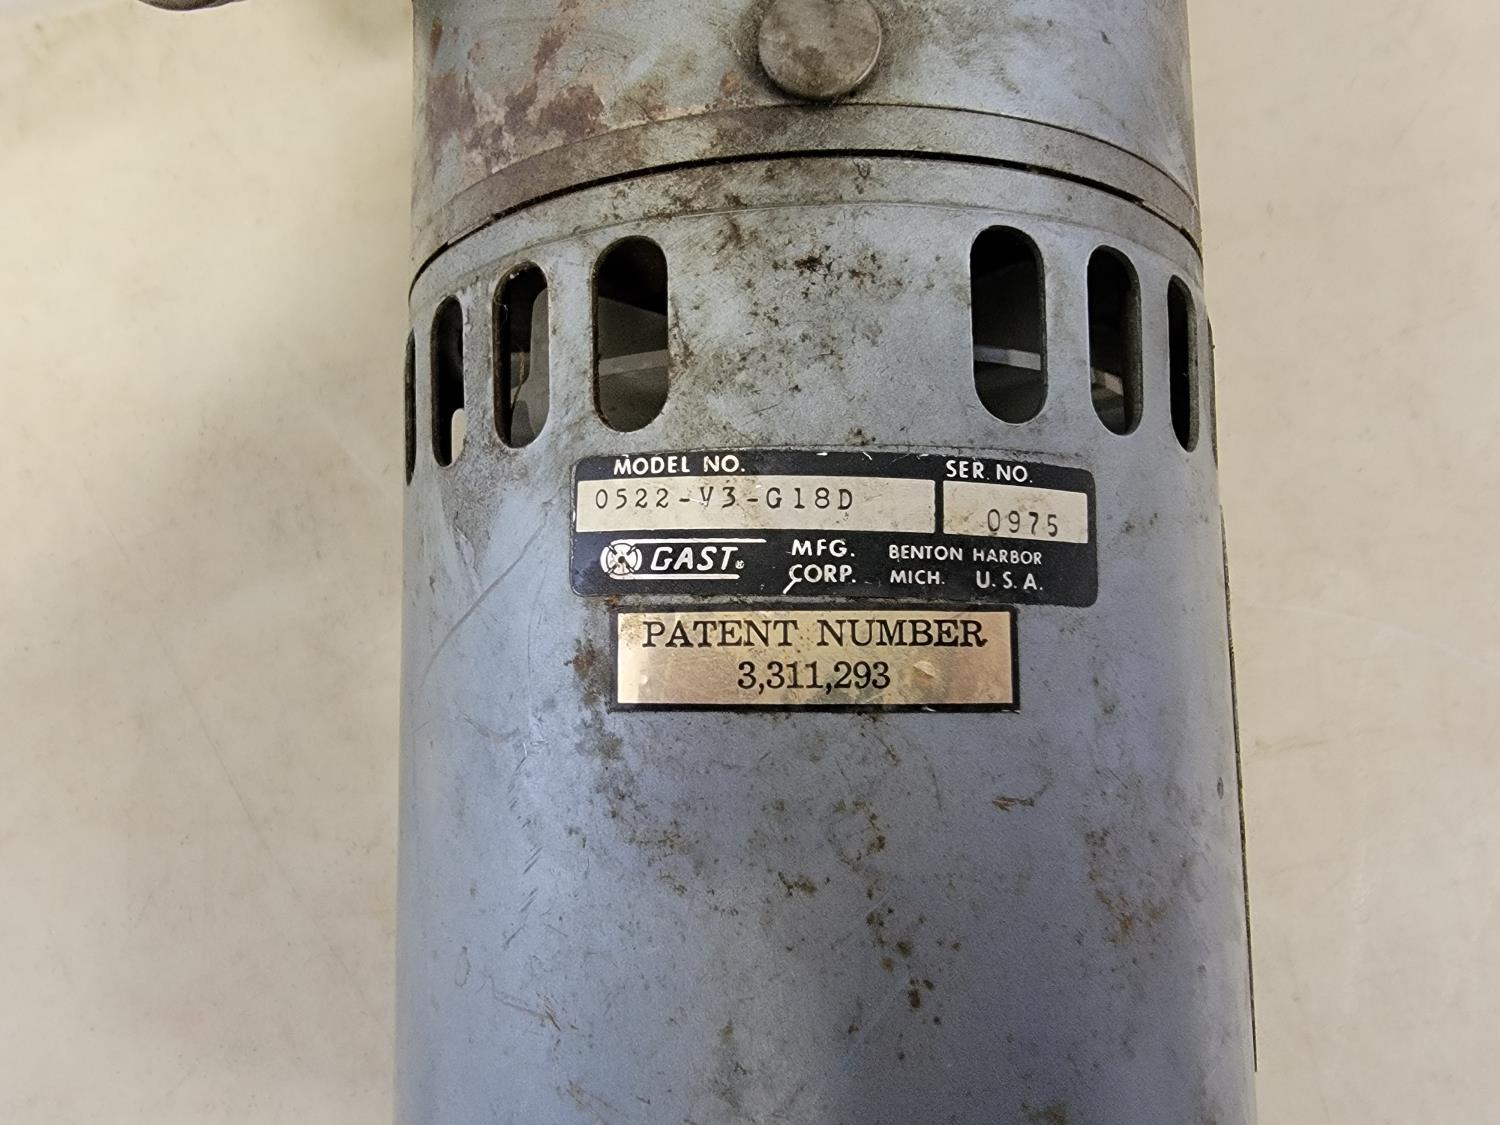 MODEL NO. SER. NO.
0522-V3-G18D 0975
GAST® MFG. CORP. BENTON HARBOR MICH. U.S.A.
PATENT NUMBER
3,311,293